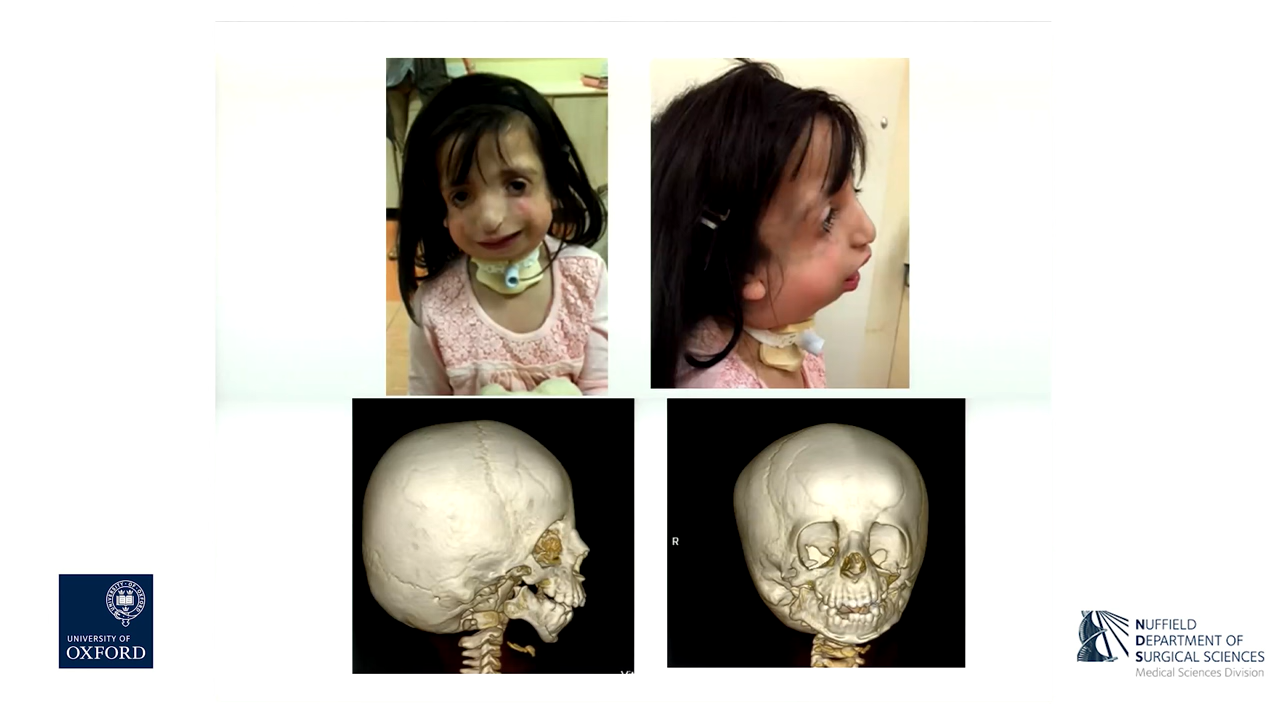 R
UNIVERSITY OF
OXFORD
NUFFIELD
DEPARTMENT OF
SURGICAL SCIENCES
Medical Sciences Division